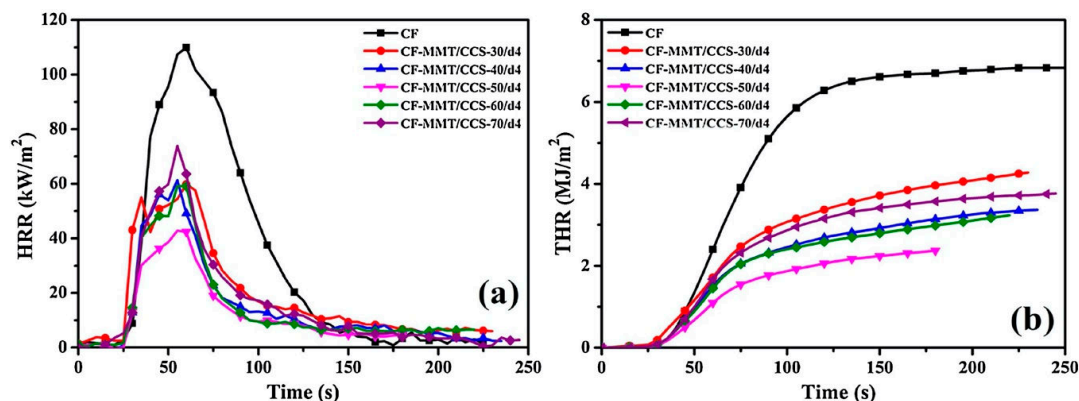 120
100
80
60
40
20
0
HRR (kW/m²)
CF
CF-MMT/CCS-30/d4
CF-MMT/CCS-40/d4
CF-MMT/CCS-50/d4
CF-MMT/CCS-60/d4
CF-MMT/CCS-70/d4
(a)
0 50 100 150 200 250
Time (s)
8
6
4
2
0
THR (MJ/m²)
CF
CF-MMT/CCS-30/d4
CF-MMT/CCS-40/d4
CF-MMT/CCS-50/d4
CF-MMT/CCS-60/d4
CF-MMT/CCS-70/d4
(b)
0 50 100 150 200 250
Time (s)